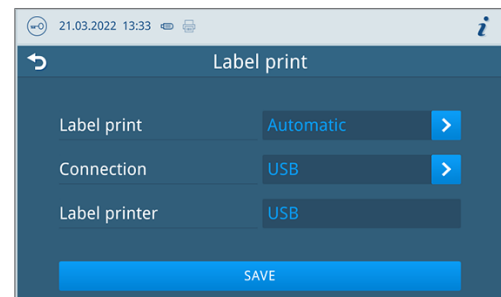 21.03.2022 13:33
i
Label print
Label print Automatic
Connection USB
Label printer USB
SAVE